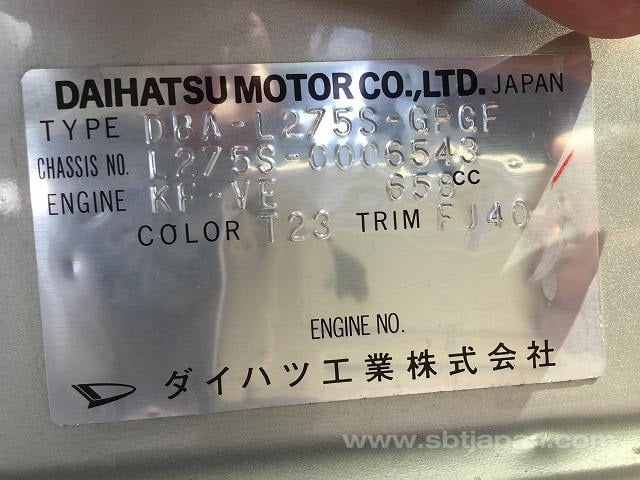 DAIHATSU MOTOR CO.,LTD. JAPAN
TYPE DBA-L275S-GPGF
CHASSIS NO. L275S-0006543
ENGINE KF-VE 658CC
COLOR T23 TRIM FJ40
ENGINE NO.
ダイハツ工業株式会社
www.sbtjapan.com